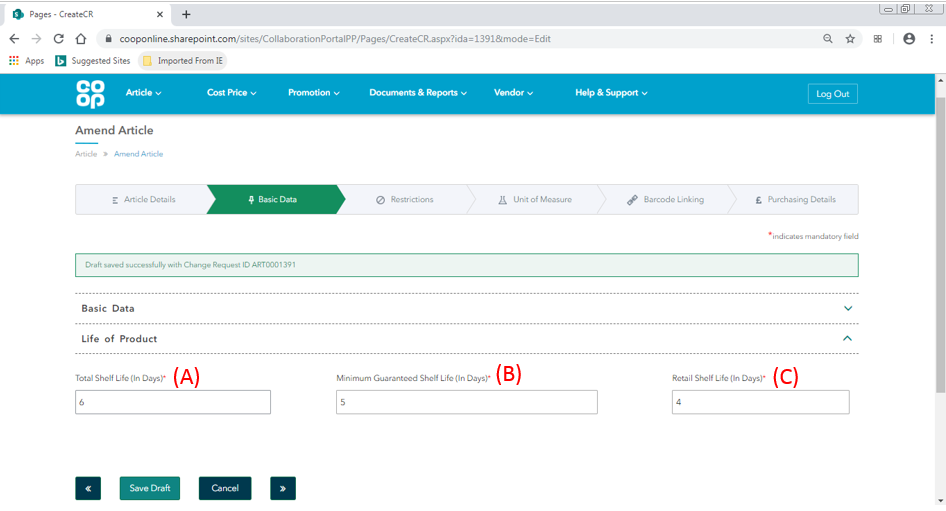 Pages - CreateCR
cooponline.sharepoint.com/sites/CollaborationPortalPP/Pages/CreateCR.aspx?ida=1391&mode=Edit
Apps Suggested Sites Imported From IE
CO OP
Article Cost Price Promotion Documents & Reports Vendor Help & Support Log Out
Amend Article
Article » Amend Article
Article Details Basic Data Restrictions Unit of Measure Barcode Linking £ Purchasing Details
*indicates mandatory field
Draft saved successfully with Change Request ID ART0001391
Basic Data
Life of Product
Total Shelf Life (In Days)* (A) Minimum Guaranteed Shelf Life (In Days)* (B) Retail Shelf Life (In Days)* (C)
6 5 4
« Save Draft Cancel »